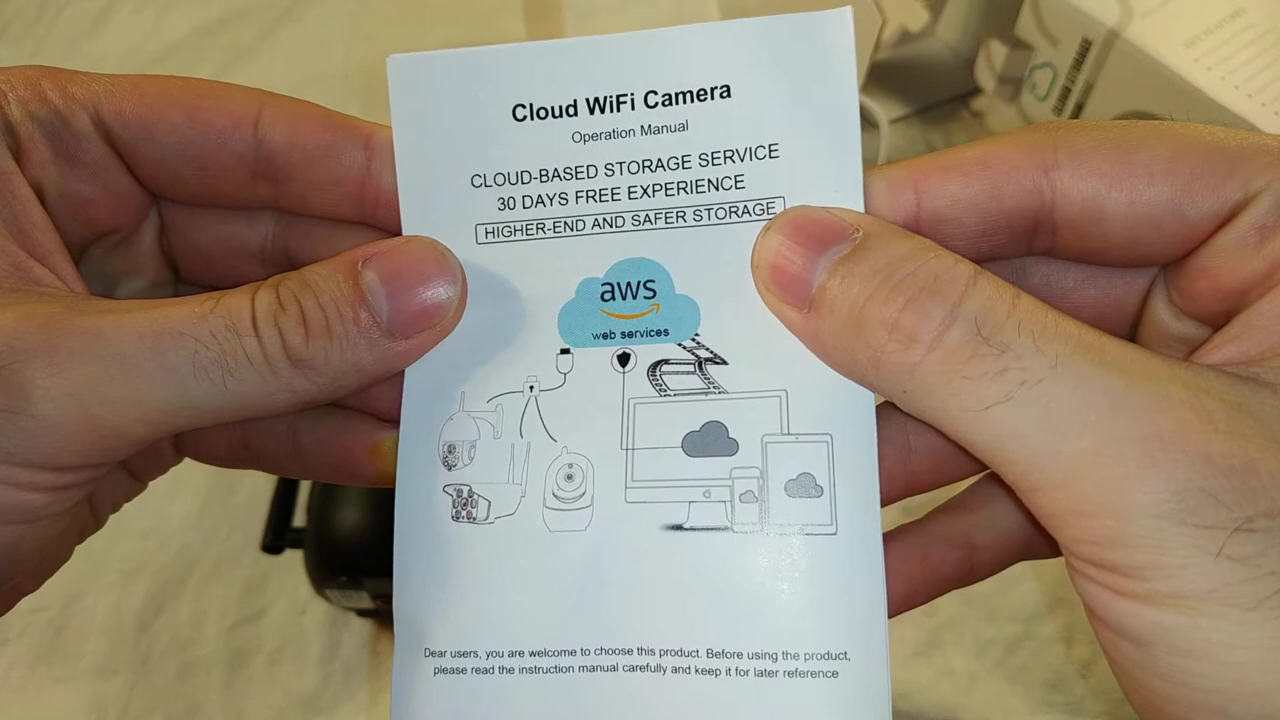 Cloud WiFi Camera
Operation Manual
CLOUD-BASED STORAGE SERVICE
30 DAYS FREE EXPERIENCE
HIGHER-END AND SAFER STORAGE
aws
web services
Dear users, you are welcome to choose this product. Before using the product,
please read the instruction manual carefully and keep it for later reference
CLOUD STORAGE